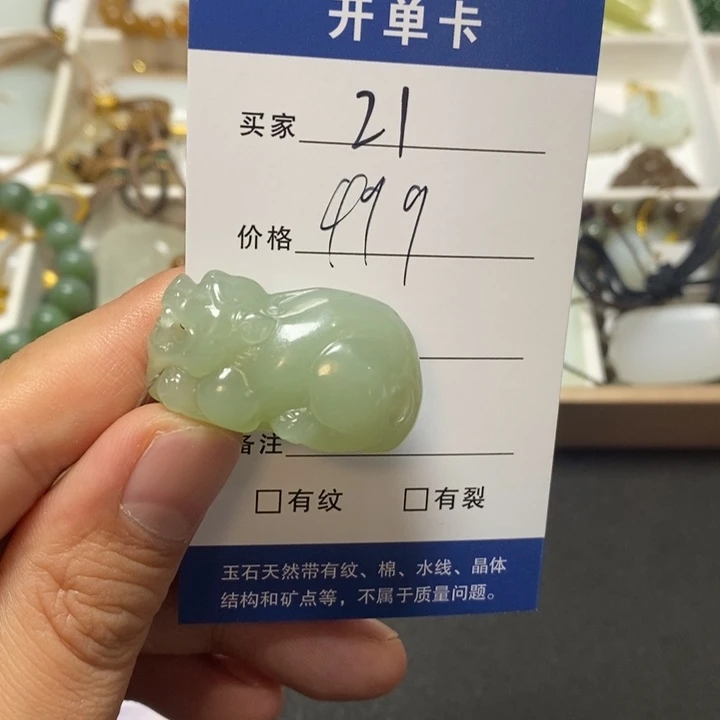 开单卡
买家 21
价格 999
备注
有纹 有裂
玉石天然带有纹、棉、水线、晶体
结构和矿点等，不属于质量问题。